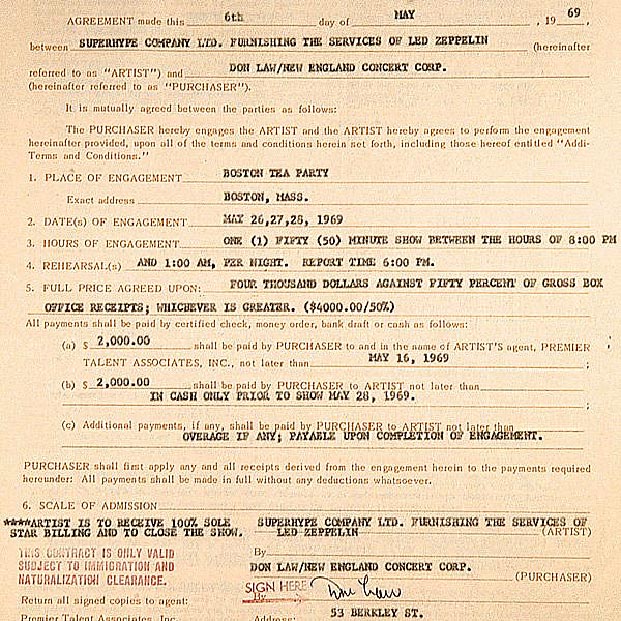 AGREEMENT made this 6th day of MAY , 19 69,
between SUPERHYPE COMPANY LTD. FURNISHING THE SERVICES OF LED ZEPPELIN (hereinafter
referred to as "ARTIST") and DON LAW/NEW ENGLAND CONCERT CORP.
(hereinafter referred to as "PURCHASER").
It is mutually agreed between the parties as follows:
The PURCHASER hereby engages the ARTIST and the ARTIST hereby agrees to perform the engagement
hereinafter provided, upon all of the terms and conditions herein set forth, including those hereof entitled "Addi-
Terms and Conditions."
1. PLACE OF ENGAGEMENT BOSTON TEA PARTY
Exact address BOSTON, MASS.
2. DATE(s) OF ENGAGEMENT MAY 26,27,28, 1969
3. HOURS OF ENGAGEMENT ONE (1) FIFTY (50) MINUTE SHOW BETWEEN THE HOURS OF 8:00 PM
4. REHEARSAL(s) AND 1:00 AM, PER NIGHT. REPORT TIME 6:00 PM.
5. FULL PRICE AGREED UPON: FOUR THOUSAND DOLLARS AGAINST FIFTY PERCENT OF GROSS BOX
OFFICE RECEIPTS; WHICHEVER IS GREATER. ($4000.00/50%)
All payments shall be paid by certified check, money order, bank draft or cash as follows:
(a) $ 2,000.00 shall be paid by PURCHASER to and in the name of ARTIST'S agent, PREMIER
TALENT ASSOCIATES, INC., not later than MAY 16, 1969 ;
(b) $ 2,000.00 shall be paid by PURCHASER to ARTIST not later than
IN CASH ONLY PRIOR TO SHOW MAY 28, 1969. ;
(c) Additional payments, if any, shall be paid by PURCHASER to ARTIST not later than
OVERAGE IF ANY; PAYABLE UPON COMPLETION OF ENGAGEMENT.
PURCHASER shall first apply any and all receipts derived from the engagement herein to the payments required
hereunder: All payments shall be made in full without any deductions whatsoever.
6. SCALE OF ADMISSION
****ARTIST IS TO RECEIVE 100% SOLE
STAR BILLING AND TO CLOSE THE SHOW.
SUPERHYPE COMPANY LTD. FURNISHING THE SERVICES OF
LED ZEPPELIN (ARTIST)
THIS CONTRACT IS ONLY VALID
SUBJECT TO IMMIGRATION AND
NATURALIZATION CLEARANCE.
By
DON LAW/NEW ENGLAND CONCERT CORP.
(PURCHASER)
SIGN HERE
By Don Law
Return all signed copies to agent:
53 BERKLEY ST.
Premier Talent Associates, Inc.
Address: